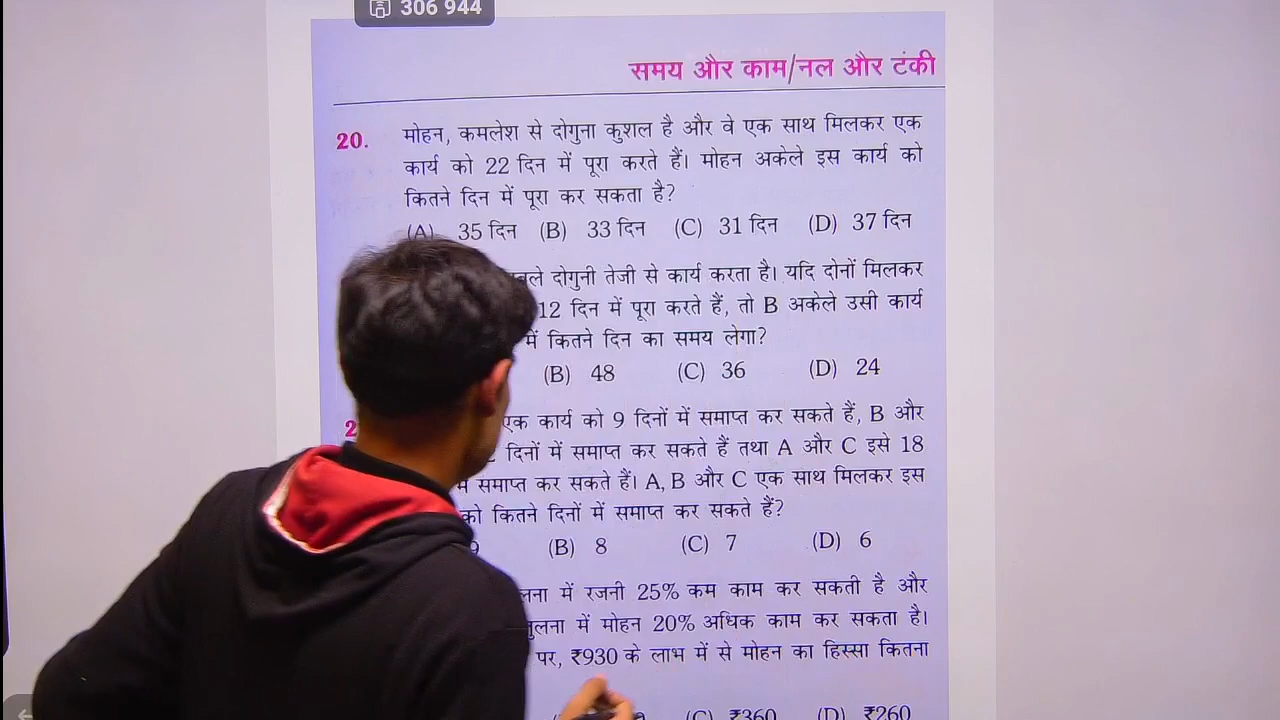 306 944
समय और काम/नल और टंकी
20. मोहन, कमलेश से दोगुना कुशल है और वे एक साथ मिलकर एक
कार्य को 22 दिन में पूरा करते हैं। मोहन अकेले इस कार्य को
कितने दिन में पूरा कर सकता है?
(A) 35 दिन (B) 33 दिन (C) 31 दिन (D) 37 दिन
दोगुनी तेजी से कार्य करता है। यदि दोनों मिलकर
12 दिन में पूरा करते हैं, तो B अकेले उसी कार्य
में कितने दिन का समय लेगा?
(B) 48 (C) 36 (D) 24
एक कार्य को 9 दिनों में समाप्त कर सकते हैं, B और
दिनों में समाप्त कर सकते हैं तथा A और C इसे 18
समाप्त कर सकते हैं। A, B और C एक साथ मिलकर इस
को कितने दिनों में समाप्त कर सकते हैं?
(B) 8 (C) 7 (D) 6
में रजनी 25% कम काम कर सकती है और
में मोहन 20% अधिक काम कर सकता है।
पर, ₹930 के लाभ में से मोहन का हिस्सा कितना
(C) ₹360 (D) ₹260